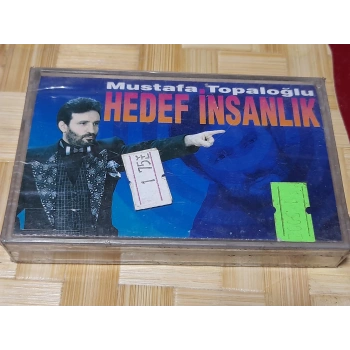 Mustafa Topaloğlu
HEDEF İNSANLIK